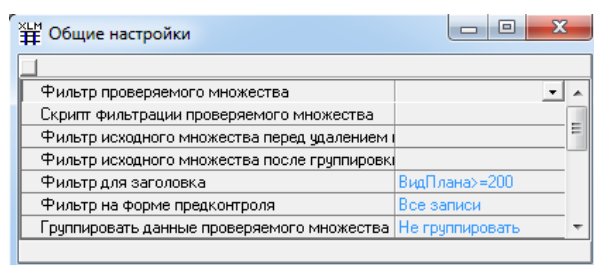 XLM Общие настройки
Фильтр проверяемого множества
Скрипт фильтрации проверяемого множества
Фильтр исходного множества перед удалением
Фильтр исходного множества после группировк
Фильтр для заголовка ВидПлана>=200
Фильтр на форме предконтроля Все записи
Группировать данные проверяемого множества Не группировать